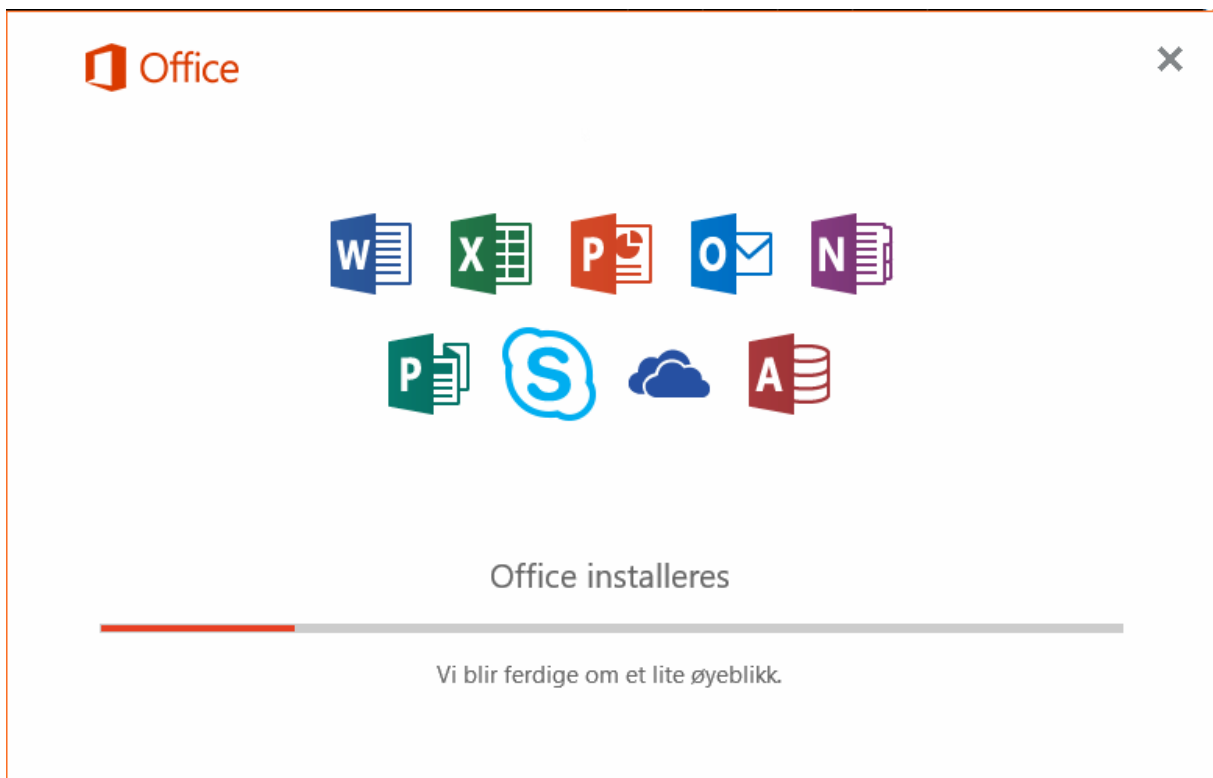 Office
W X P O N
P S A
Office installeres
Vi blir ferdige om et lite øyeblikk.